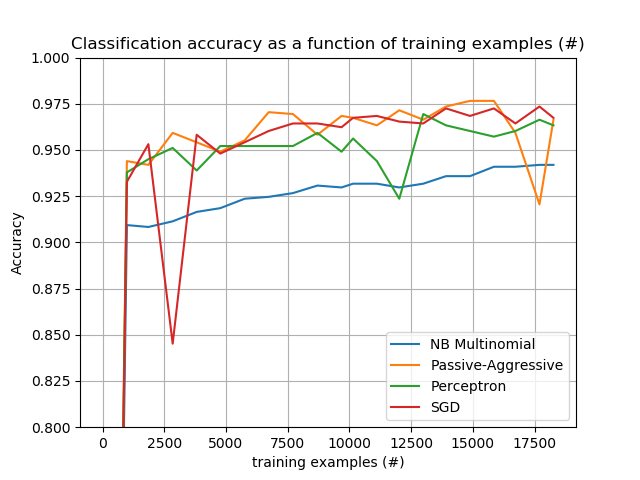 Classification accuracy as a function of training examples (#)
1.000
0.975
0.950
0.925
0.900
0.875
0.850
0.825
0.800
Accuracy
NB Multinomial
Passive-Aggressive
Perceptron
SGD
0 2500 5000 7500 10000 12500 15000 17500
training examples (#)